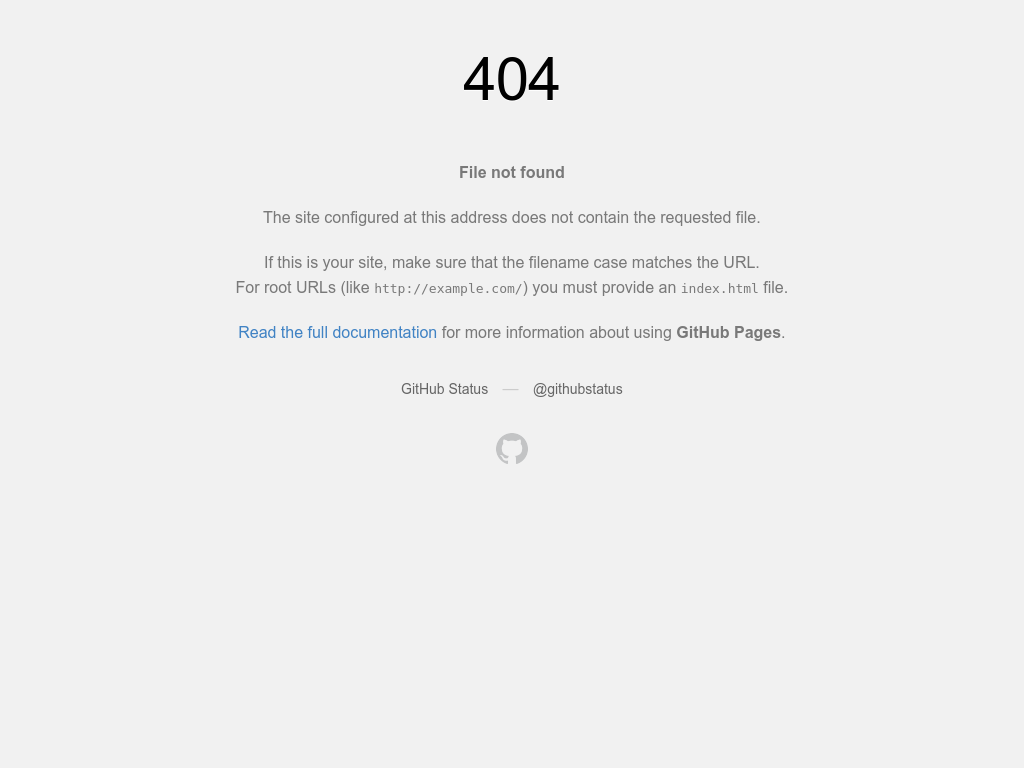 404
File not found
The site configured at this address does not contain the requested file.
If this is your site, make sure that the filename case matches the URL.
For root URLs (like http://example.com/) you must provide an index.html file.
Read the full documentation for more information about using GitHub Pages.
GitHub Status — @githubstatus